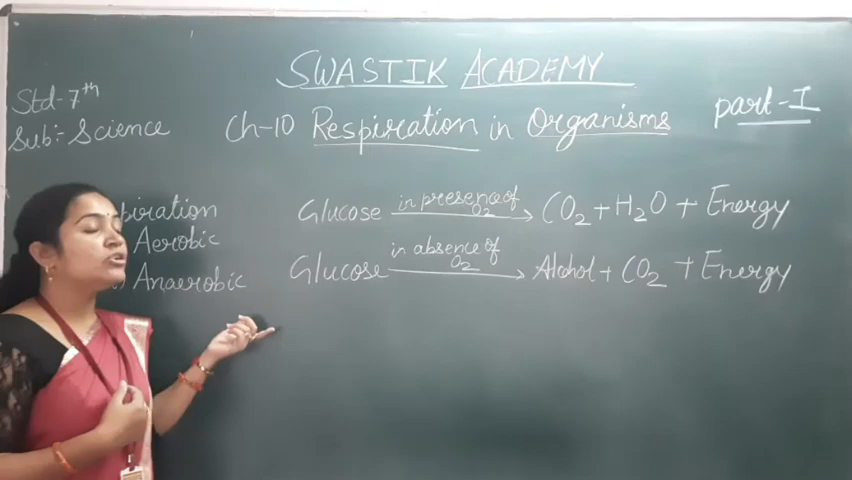 SWASTIK ACADEMY
Std-7th
Sub:- Science
Ch-10 Respiration in Organisms
part-I
piration
Aerobic
Anaerobic
Glucose in presence of O2 → CO2 + H2O + Energy
Glucose in absence of O2 → Alcohol + CO2 + Energy